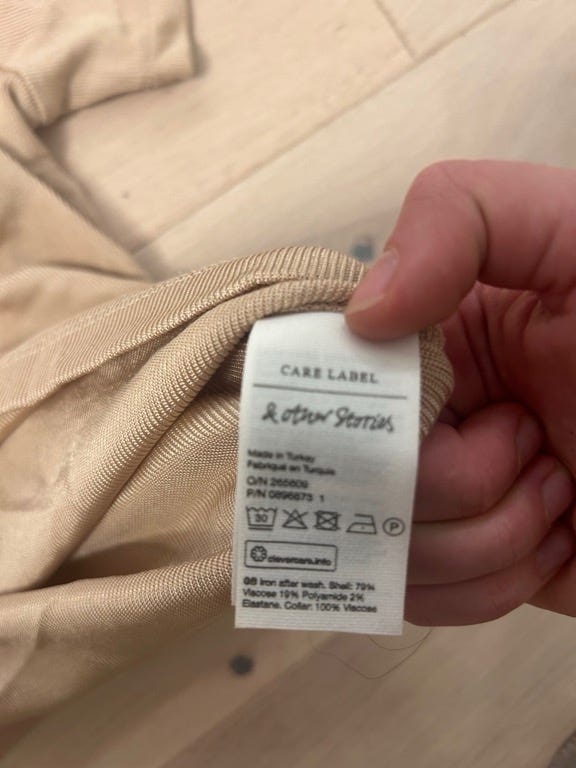 CARE LABEL
& other Stories
Made in Turkey
Fabriqué en Turquie
O/N 265609
P/N 0896873 1
30
P
clevercare.info
GB Iron after wash. Shell: 79%
Viscose 19% Polyamide 2%
Elastane. Collar: 100% Viscose